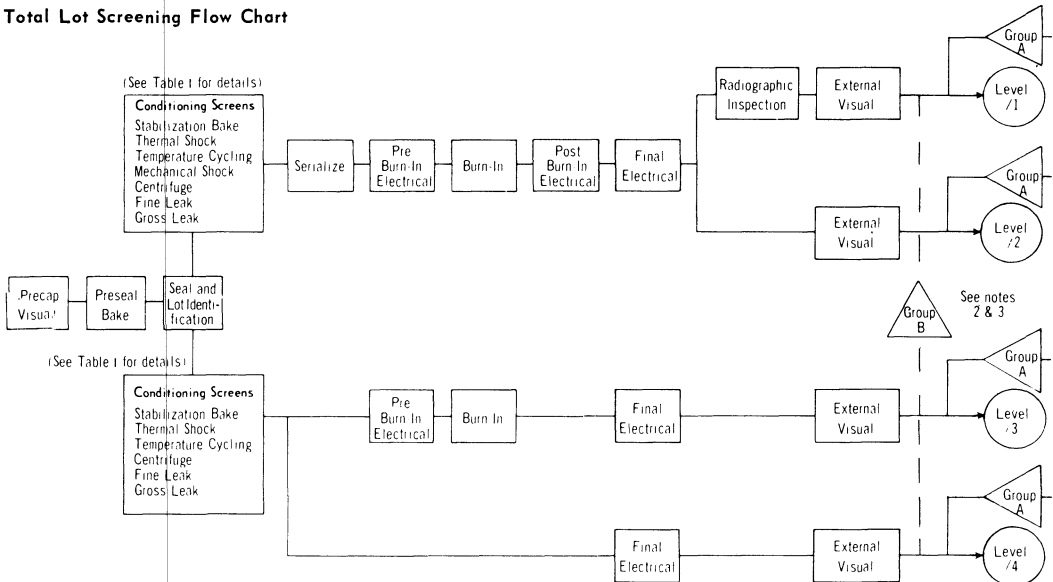 Total Lot Screening Flow Chart
(See Table I for details)
Conditioning Screens
Stabilization Bake
Thermal Shock
Temperature Cycling
Mechanical Shock
Centrifuge
Fine Leak
Gross Leak
Serialize
Pre
Burn-In
Electrical
Burn-In
Post
Burn-In
Electrical
Final
Electrical
Radiographic
Inspection
External
Visual
Group
A
Level
/1
External
Visual
Group
A
Level
/2
Precap
Visual
Preseal
Bake
Seal and
Lot Identi-
fication
Group
B
See notes
2 & 3
(See Table I for details)
Conditioning Screens
Stabilization Bake
Thermal Shock
Temperature Cycling
Centrifuge
Fine Leak
Gross Leak
Pre
Burn-In
Electrical
Burn In
Final
Electrical
External
Visual
Group
A
Level
/3
Final
Electrical
External
Visual
Group
A
Level
/4